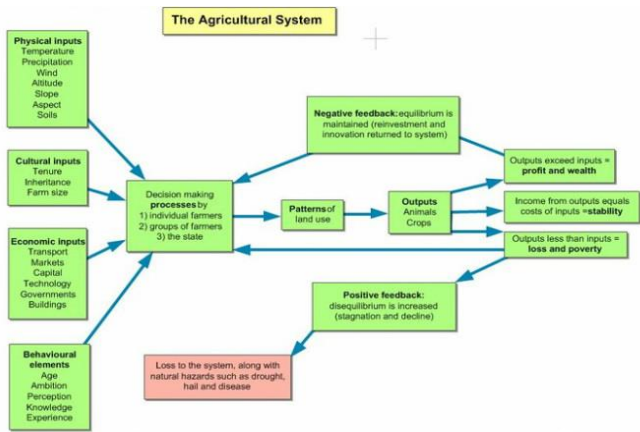 The Agricultural System
Physical inputs
Temperature
Precipitation
Wind
Altitude
Slope
Aspect
Soils
Cultural inputs
Tenure
Inheritance
Farm size
Economic inputs
Transport
Markets
Capital
Technology
Governments
Buildings
Behavioural
elements
Age
Ambition
Perception
Knowledge
Experience
Decision making
processes by
1) individual farmers
2) groups of farmers
3) the state
Patterns of
land use
Outputs
Animals
Crops
Negative feedback: equilibrium is
maintained (reinvestment and
innovation returned to system)
Outputs exceed inputs =
profit and wealth
Income from outputs equals
costs of inputs =stability
Outputs less than inputs =
loss and poverty
Positive feedback:
disequilibrium is increased
(stagnation and decline)
Loss to the system, along with
natural hazards such as drought,
hail and disease